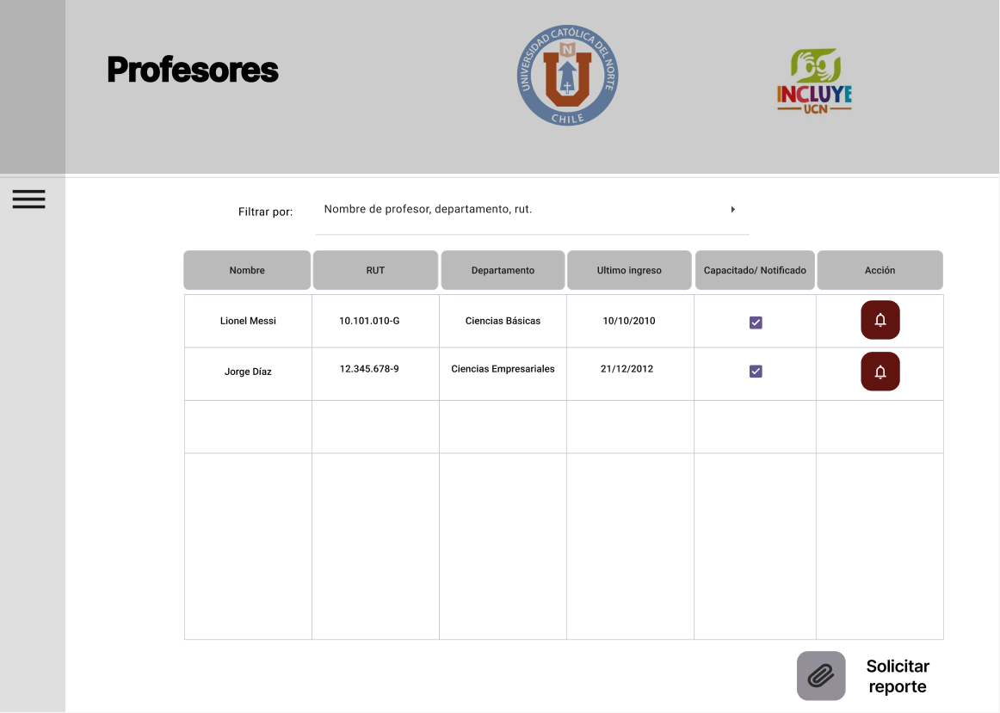 Profesores
UNIVERSIDAD CATÓLICA DEL NORTE
N
U
CHILE
INCLUYE
UCN
Filtrar por:
Nombre de profesor, departamento, rut.
Nombre RUT Departamento Ultimo ingreso Capacitado/ Notificado Acción
Lionel Messi 10.101.010-G Ciencias Básicas 10/10/2010
Jorge Díaz 12.345.678-9 Ciencias Empresariales 21/12/2012
Solicitar
reporte